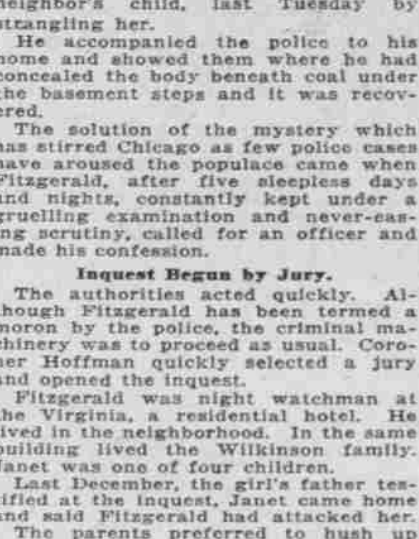 neighbor's child, last Tuesday by
strangling her.
He accompanied the police to his
home and showed them where he had
concealed the body beneath coal under
the basement steps and it was recov-
ered.
The solution of the mystery which
has stirred Chicago as few police cases
have aroused the populace came when
Fitzgerald, after five sleepless days
and nights, constantly kept under a
gruelling examination and never-eas-
ing scrutiny, called for an officer and
made his confession.
Inquest Begun by Jury.
The authorities acted quickly. Al-
though Fitzgerald has been termed a
moron by the police, the criminal ma-
chinery was to proceed as usual. Coro-
ner Hoffman quickly selected a jury
and opened the inquest.
Fitzgerald was night watchman at
the Virginia, a residential hotel. He
lived in the neighborhood. In the same
building lived the Wilkinson family.
Janet was one of four children.
Last December, the girl's father tes-
tified at the inquest, Janet came home
and said Fitzgerald had attacked her.
The parents preferred to hush up